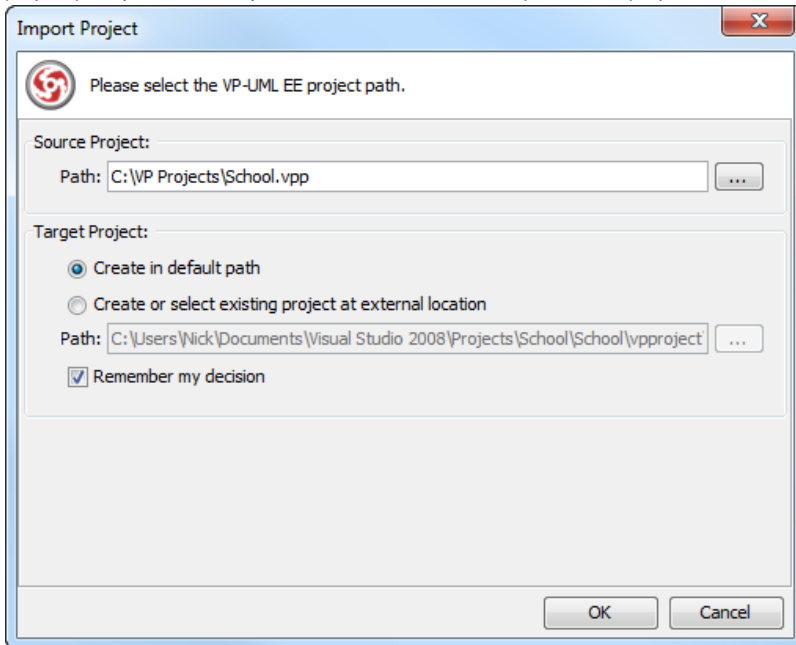 Import Project
Please select the VP-UML EE project path.
Source Project:
Path: C:\VP Projects\School.vpp ...
Target Project:
Create in default path
Create or select existing project at external location
Path: C:\Users\Nick\Documents\Visual Studio 2008\Projects\School\School\vpproject\ ...
Remember my decision
OK Cancel